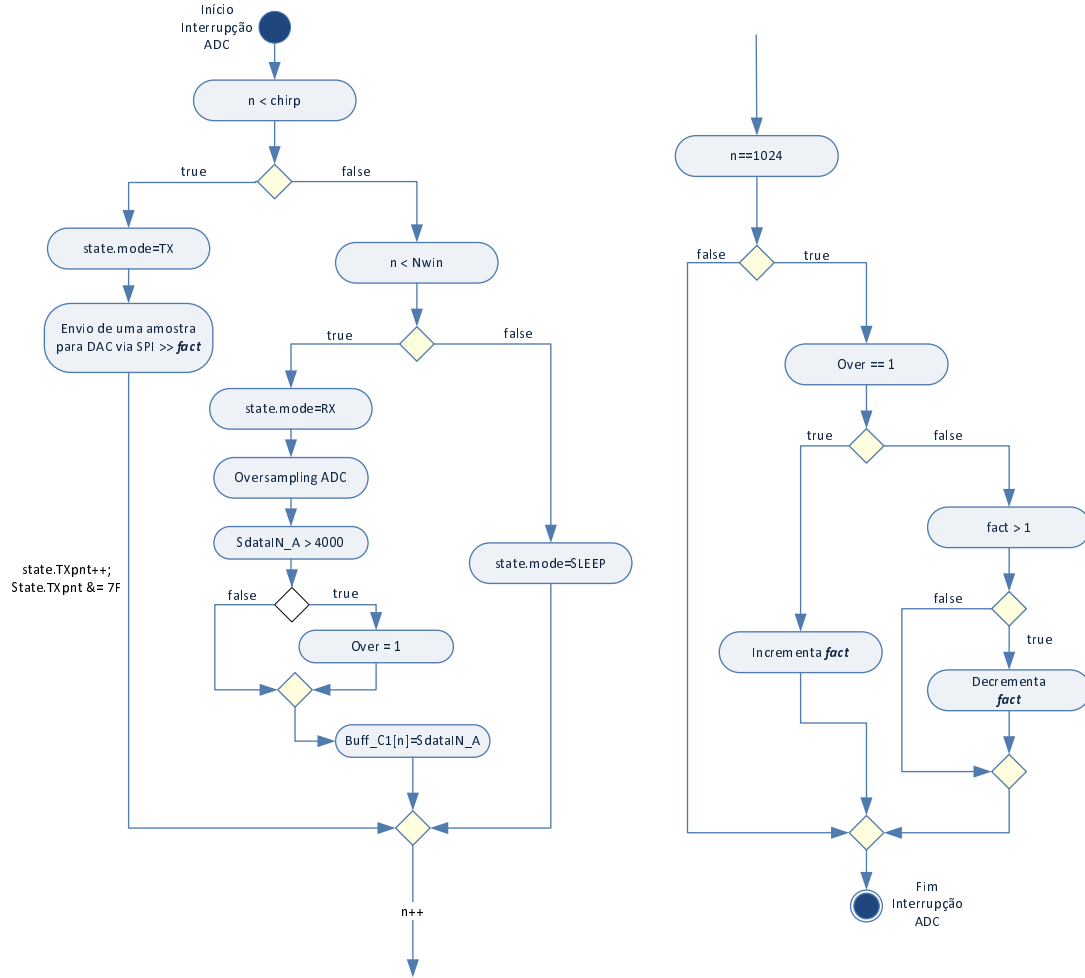 Início
Interrupção
ADC
n < chirp
true
false
state.mode=TX
n < Nwin
Envio de uma amostra
para DAC via SPI >> fact
true
false
state.mode=RX
Oversampling ADC
SdataIN_A > 4000
state.mode=SLEEP
state.TXpnt++;
State.TXpnt &= 7F
false
true
Over = 1
Buff_C1[n]=SdataIN_A
n++
n==1024
false
true
Over == 1
true
false
fact > 1
false
true
Incrementa fact
Decrementa
fact
Fim
Interrupção
ADC